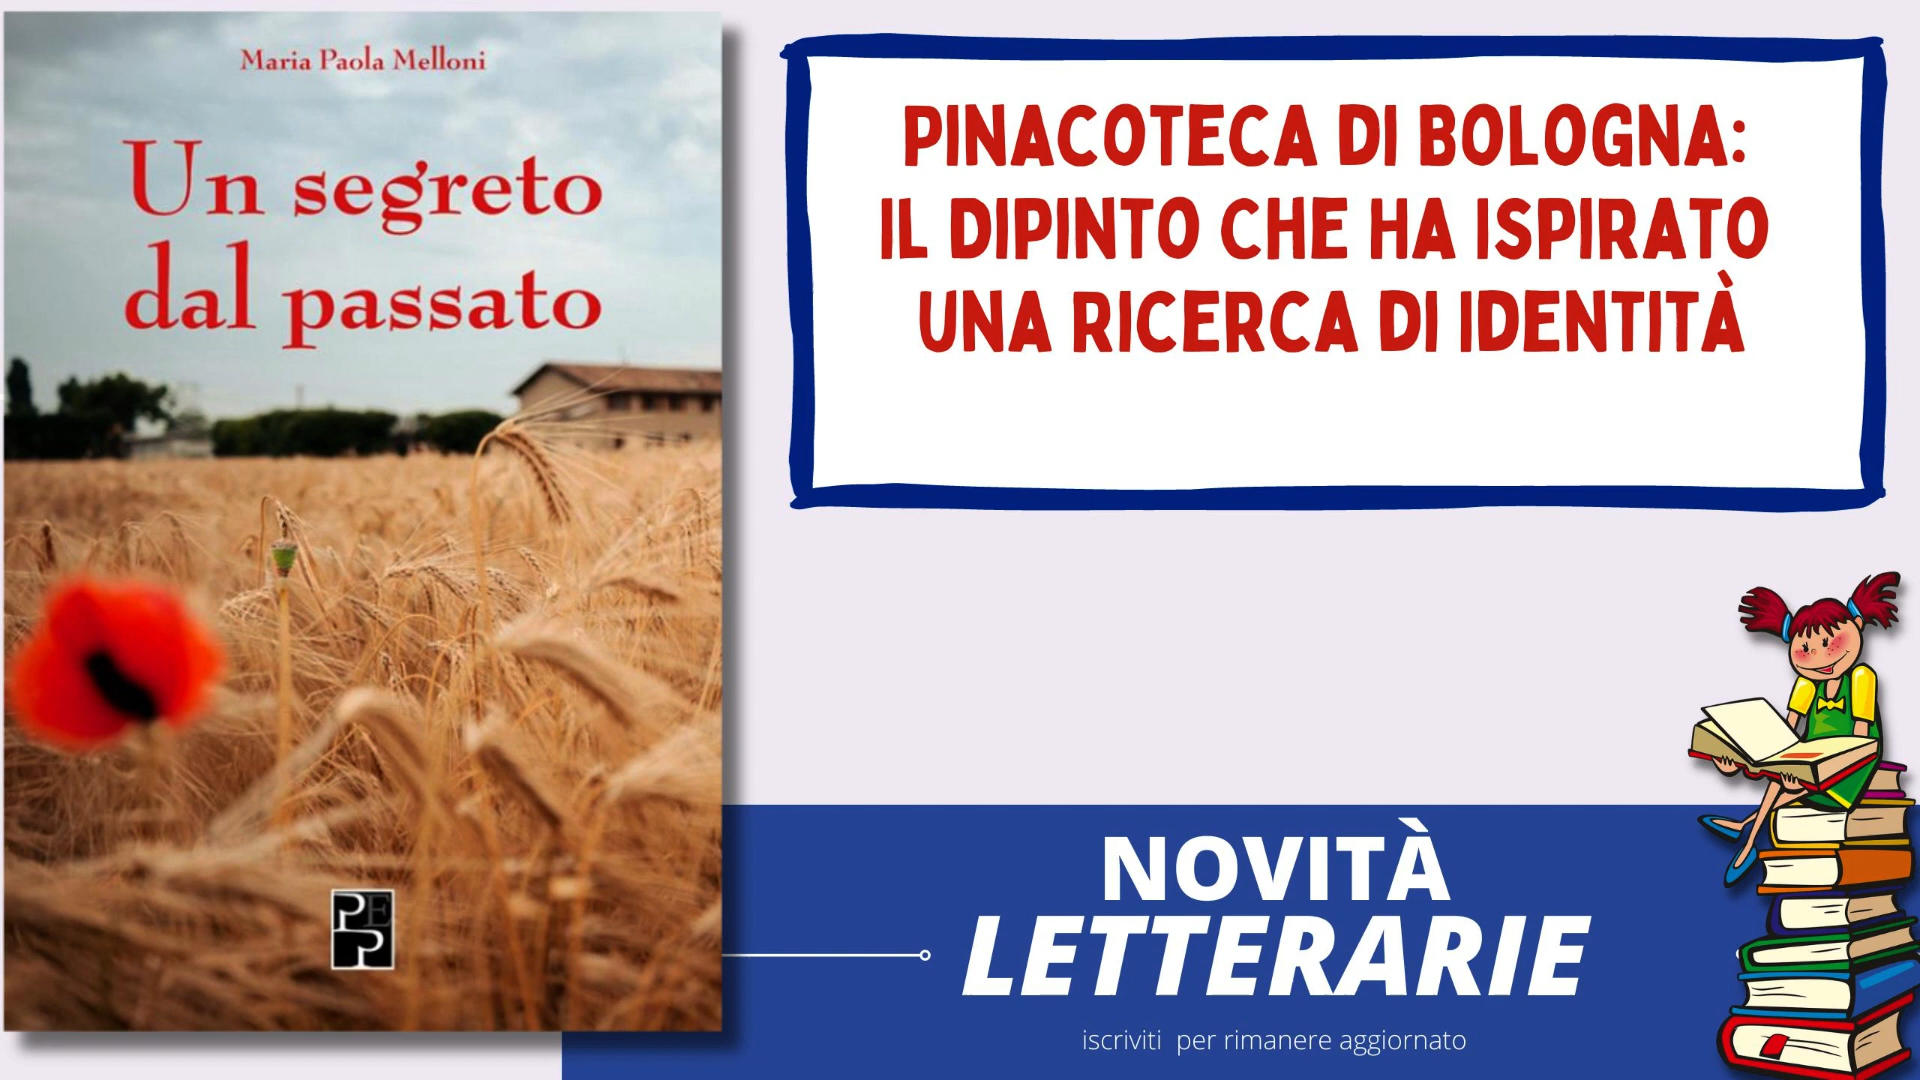 Maria Paola Melloni
Un segreto
dal passato
PEP
PINACOTECA DI BOLOGNA:
IL DIPINTO CHE HA ISPIRATO
UNA RICERCA DI IDENTITÀ
NOVITÀ
LETTERARIE
iscriviti per rimanere aggiornato